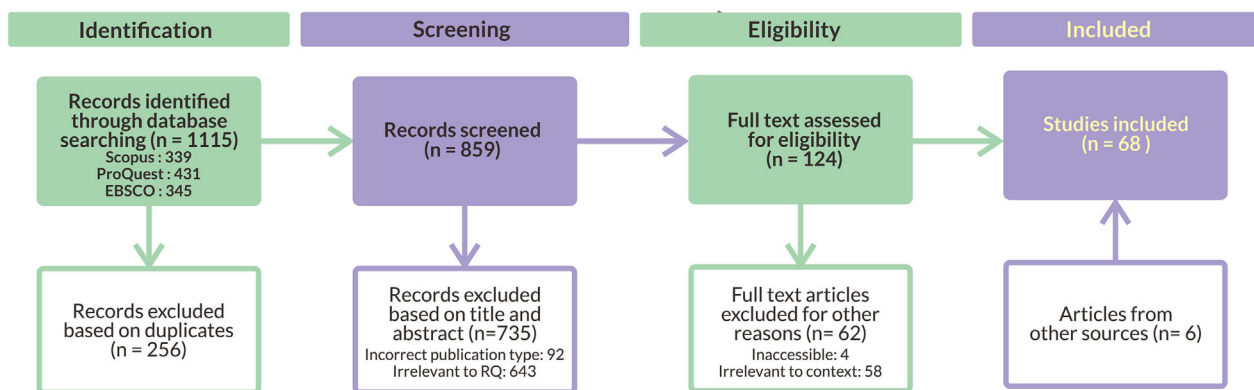 Identification
Screening
Eligibility
Included
Records identified
through database
searching (n = 1115)
Scopus : 339
ProQuest : 431
EBSCO : 345
Records screened
(n = 859)
Full text assessed
for eligibility
(n = 124)
Studies included
(n = 68 )
Records excluded
based on duplicates
(n = 256)
Records excluded
based on title and
abstract (n=735)
Incorrect publication type: 92
Irrelevant to RQ: 643
Full text articles
excluded for other
reasons (n= 62)
Inaccessible: 4
Irrelevant to context: 58
Articles from
other sources (n= 6)